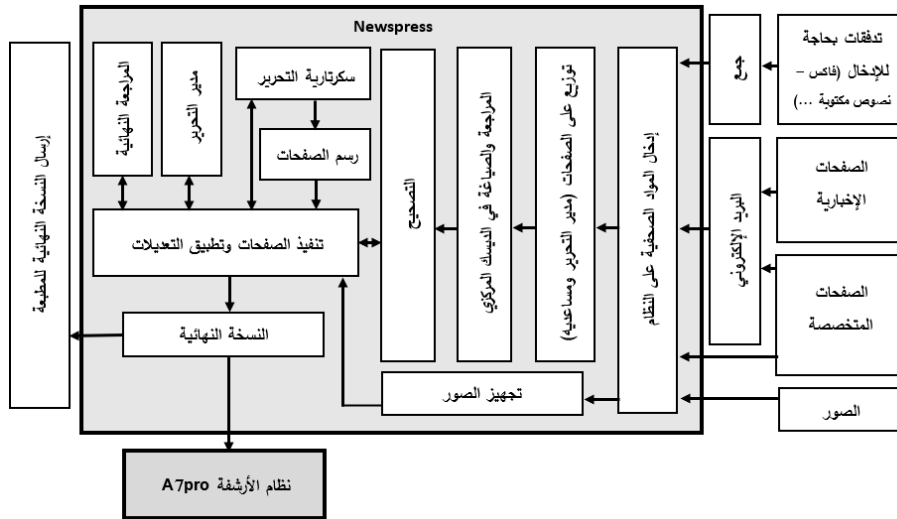 Newspress
تدفقات بحاجة
للإدخال (فاكس –
نصوص مكتوبة ...)
جمع
الصفحات
الإخبارية
البريد الإلكتروني
الصفحات
المتخصصة
الصور
إدخال المواد الصحفية على النظام
توزيع على الصفحات (مدير التحرير ومساعديه)
المراجعة والصياغة في الديسك المركزي
التصحيح
تجهيز الصور
سكرتارية التحرير
رسم الصفحات
مدير التحرير
المراجعة النهائية
تنفيذ الصفحات وتطبيق التعديلات
النسخة النهائية
إرسال النسخة النهائية للمطبعة
نظام الأرشفة A7pro